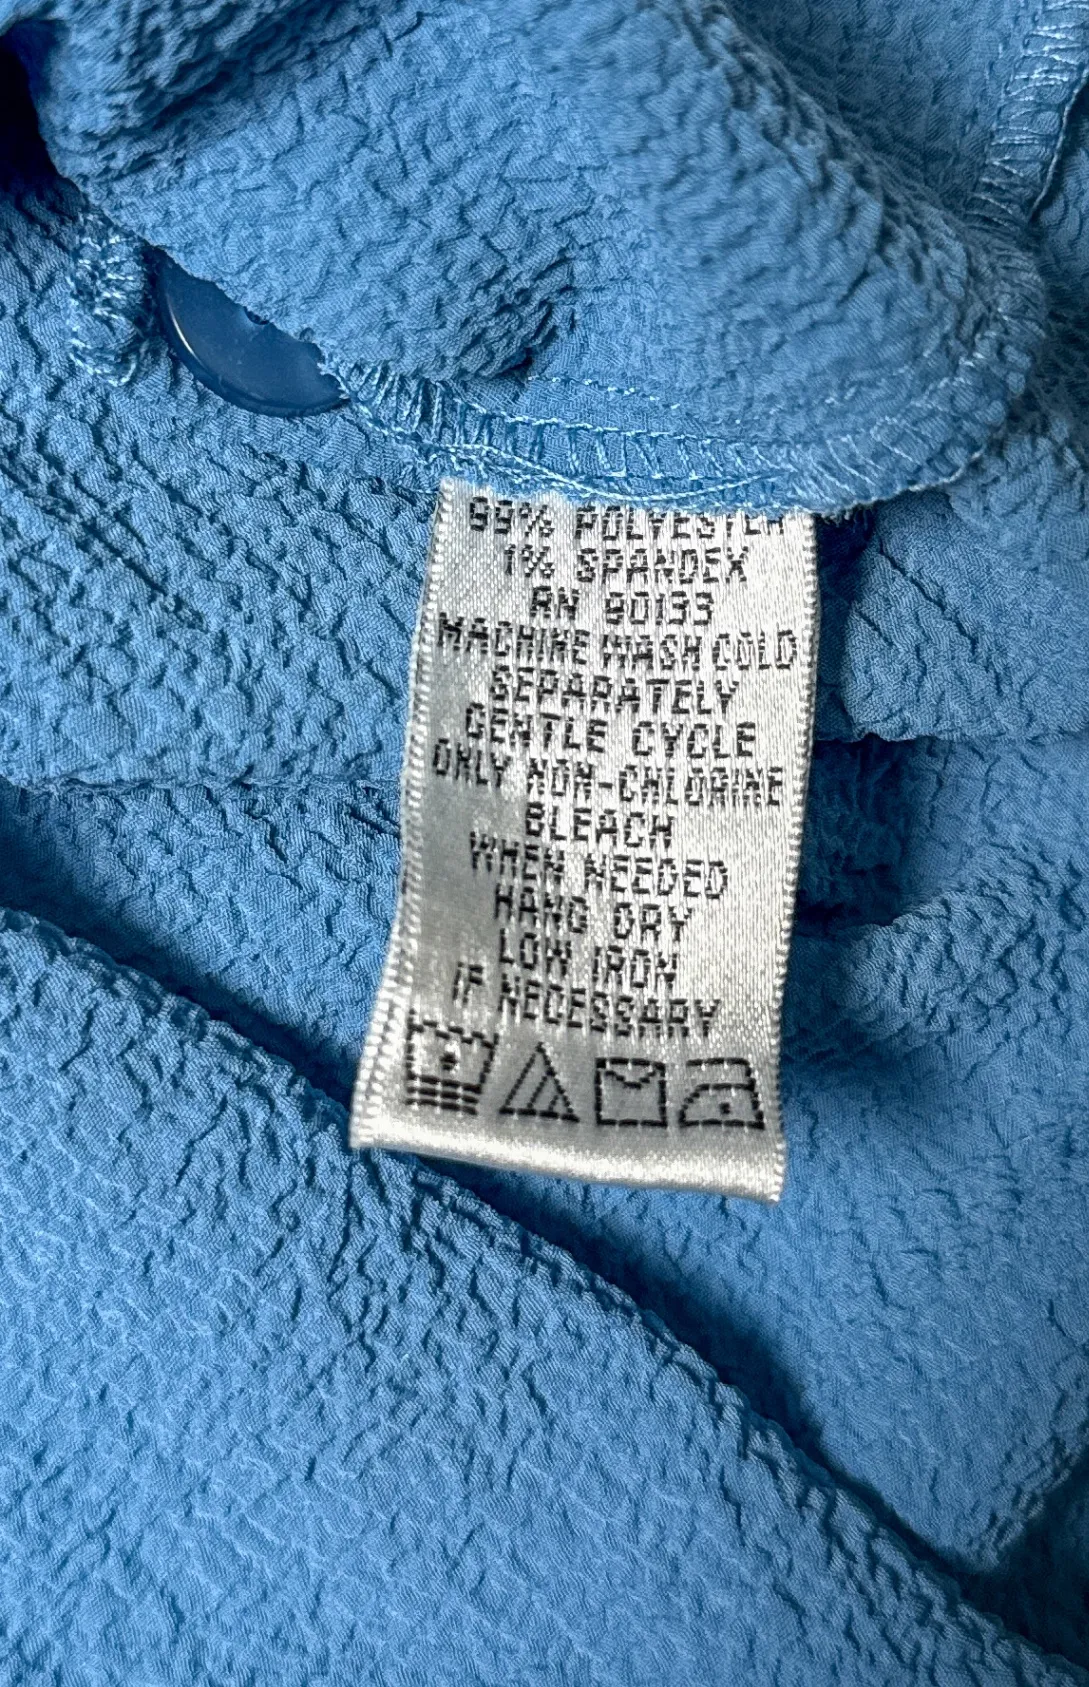 99% POLYESTER
1% SPANDEX
RN 90133
MACHINE WASH COLD
SEPARATELY
GENTLE CYCLE
ONLY NON-CHLORINE
BLEACH
WHEN NEEDED
HANG DRY
LOW IRON
IF NECESSARY